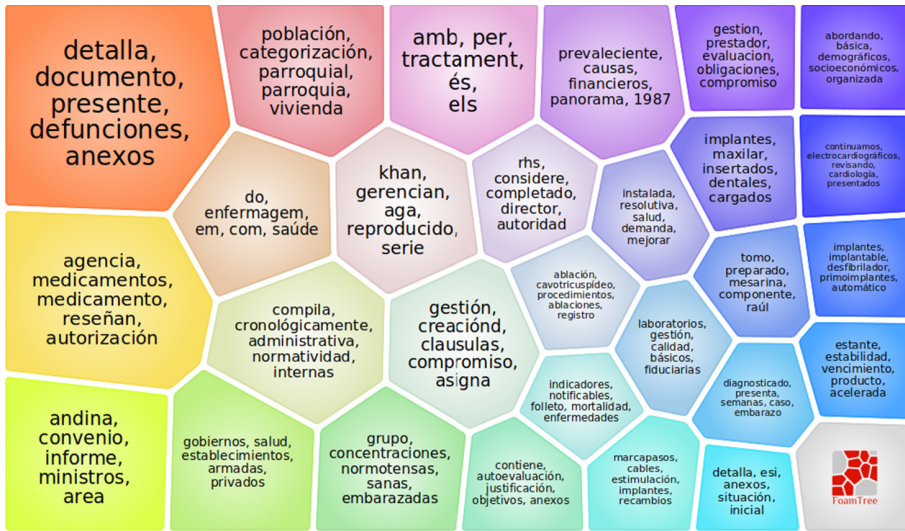 detalla,
documento,
presente,
defunciones,
anexos
población,
categorización,
parroquial,
parroquia,
vivienda
amb, per,
tractament,
és,
els
prevaleciente,
causas,
financieros,
panorama, 1987
gestion,
prestador,
evaluacion,
obligaciones,
compromiso
abordando,
básica,
demográficos,
socioeconómicos,
organizada
do,
enfermagem,
em, com, saúde
khan,
gerencian,
aga,
reproducido,
serie
rhs,
considere,
completado,
director,
autoridad
instalada,
resolutiva,
salud,
demanda,
mejorar
implantes,
maxilar,
insertados,
dentales,
cargados
continuamos,
electrocardiográficos,
revisando,
cardiología,
presentados
agencia,
medicamentos,
medicamento,
reseñan,
autorización
compila,
cronológicamente,
administrativa,
normatividad,
internas
gestión,
creaciónd,
clausulas,
compromiso,
asigna
ablación,
cavotricuspídeo,
procedimientos,
ablaciones,
registro
laboratorios,
gestión,
calidad,
básicos,
fiduciarias
tomo,
preparado,
mesarina,
componente,
raúl
implantes,
implantable,
desfibrilador,
primoimplantes,
automático
andina,
convenio,
informe,
ministros,
area
gobiernos, salud,
establecimientos,
armadas,
privados
grupo,
concentraciones,
normotensas,
sanas,
embarazadas
contiene,
autoevaluación,
justificación,
objetivos, anexos
indicadores,
notificables,
folleto, mortalidad,
enfermedades
marcapasos,
cables,
estimulación,
implantes,
recambios
diagnosticado,
presenta,
semanas, caso,
embarazo
detalla, esi,
anexos,
situación,
inicial
estante,
estabilidad,
vencimiento,
producto,
acelerada
FoamTree